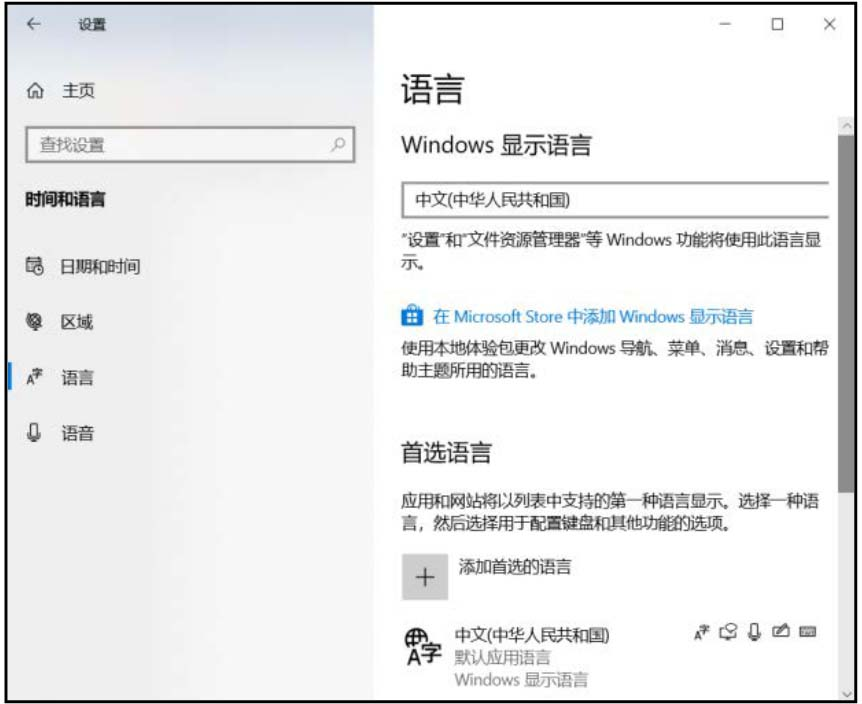 设置
主页
查找设置
时间和语言
日期和时间
区域
语言
语音
语言
Windows 显示语言
中文(中华人民共和国)
"设置"和"文件资源管理器"等 Windows 功能将使用此语言显
示。
在 Microsoft Store 中添加 Windows 显示语言
使用本地体验包更改 Windows 导航、菜单、消息、设置和帮
助主题所用的语言。
首选语言
应用和网站将以列表中支持的第一种语言显示。选择一种语
言，然后选择用于配置键盘和其他功能的选项。
添加首选的语言
中文(中华人民共和国)
默认应用语言
Windows 显示语言